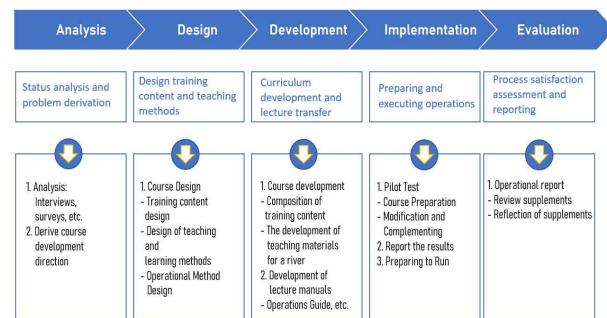 Analysis
Design
Development
Implementation
Evaluation
Status analysis and
problem derivation
Design training
content and teaching
methods
Curriculum
development and
lecture transfer
Preparing and
executing operations
Process satisfaction
assessment and
reporting
1. Analysis:
Interviews,
surveys, etc.
2. Derive course
development
direction
1. Course Design
- Training content
design
- Design of teaching
and
learning methods
- Operational Method
Design
1. Course development
- Composition of
training content
- The development of
teaching materials
for a river
2. Development of
lecture manuals
- Operations Guide, etc.
1. Pilot Test
- Course Preparation
- Modification and
Complementing
2. Report the results
3. Preparing to Run
1. Operational report
- Review supplements
- Reflection of supplements